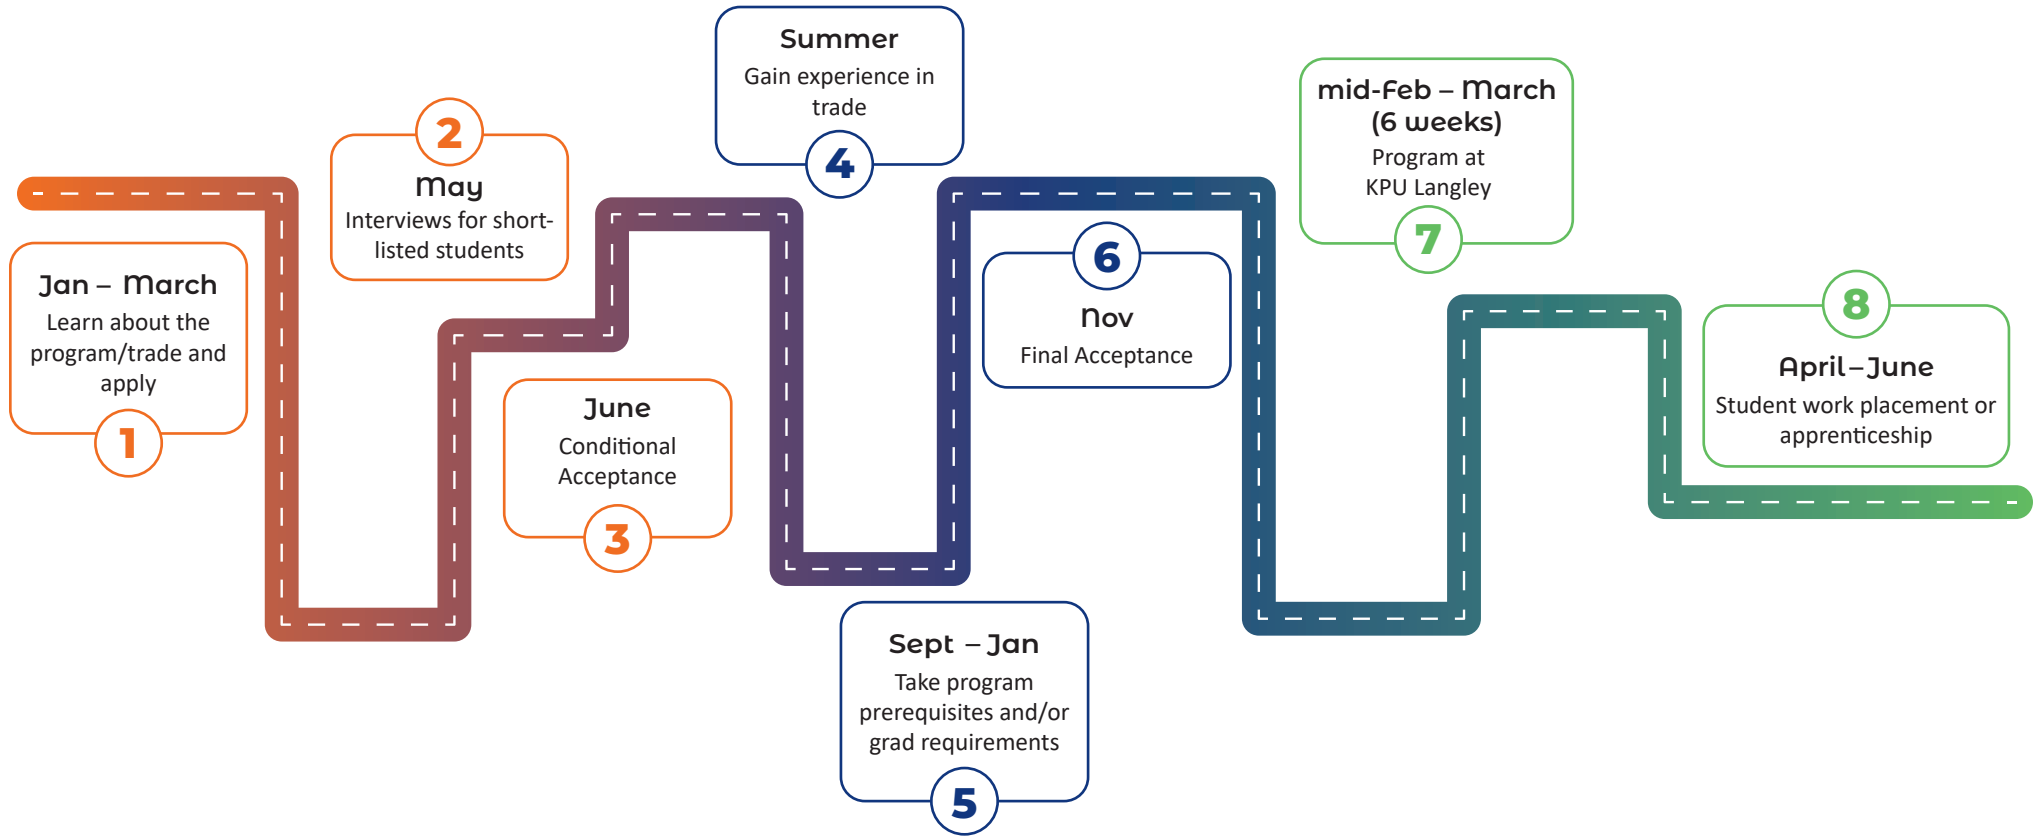 Jan – March
Learn about the
program/trade and
apply
1
2
May
Interviews for short-
listed students
June
Conditional
Acceptance
3
Summer
Gain experience in
trade
4
Sept – Jan
Take program
prerequisites and/or
grad requirements
5
6
Nov
Final Acceptance
mid-Feb – March
(6 weeks)
Program at
KPU Langley
7
8
April – June
Student work placement or
apprenticeship